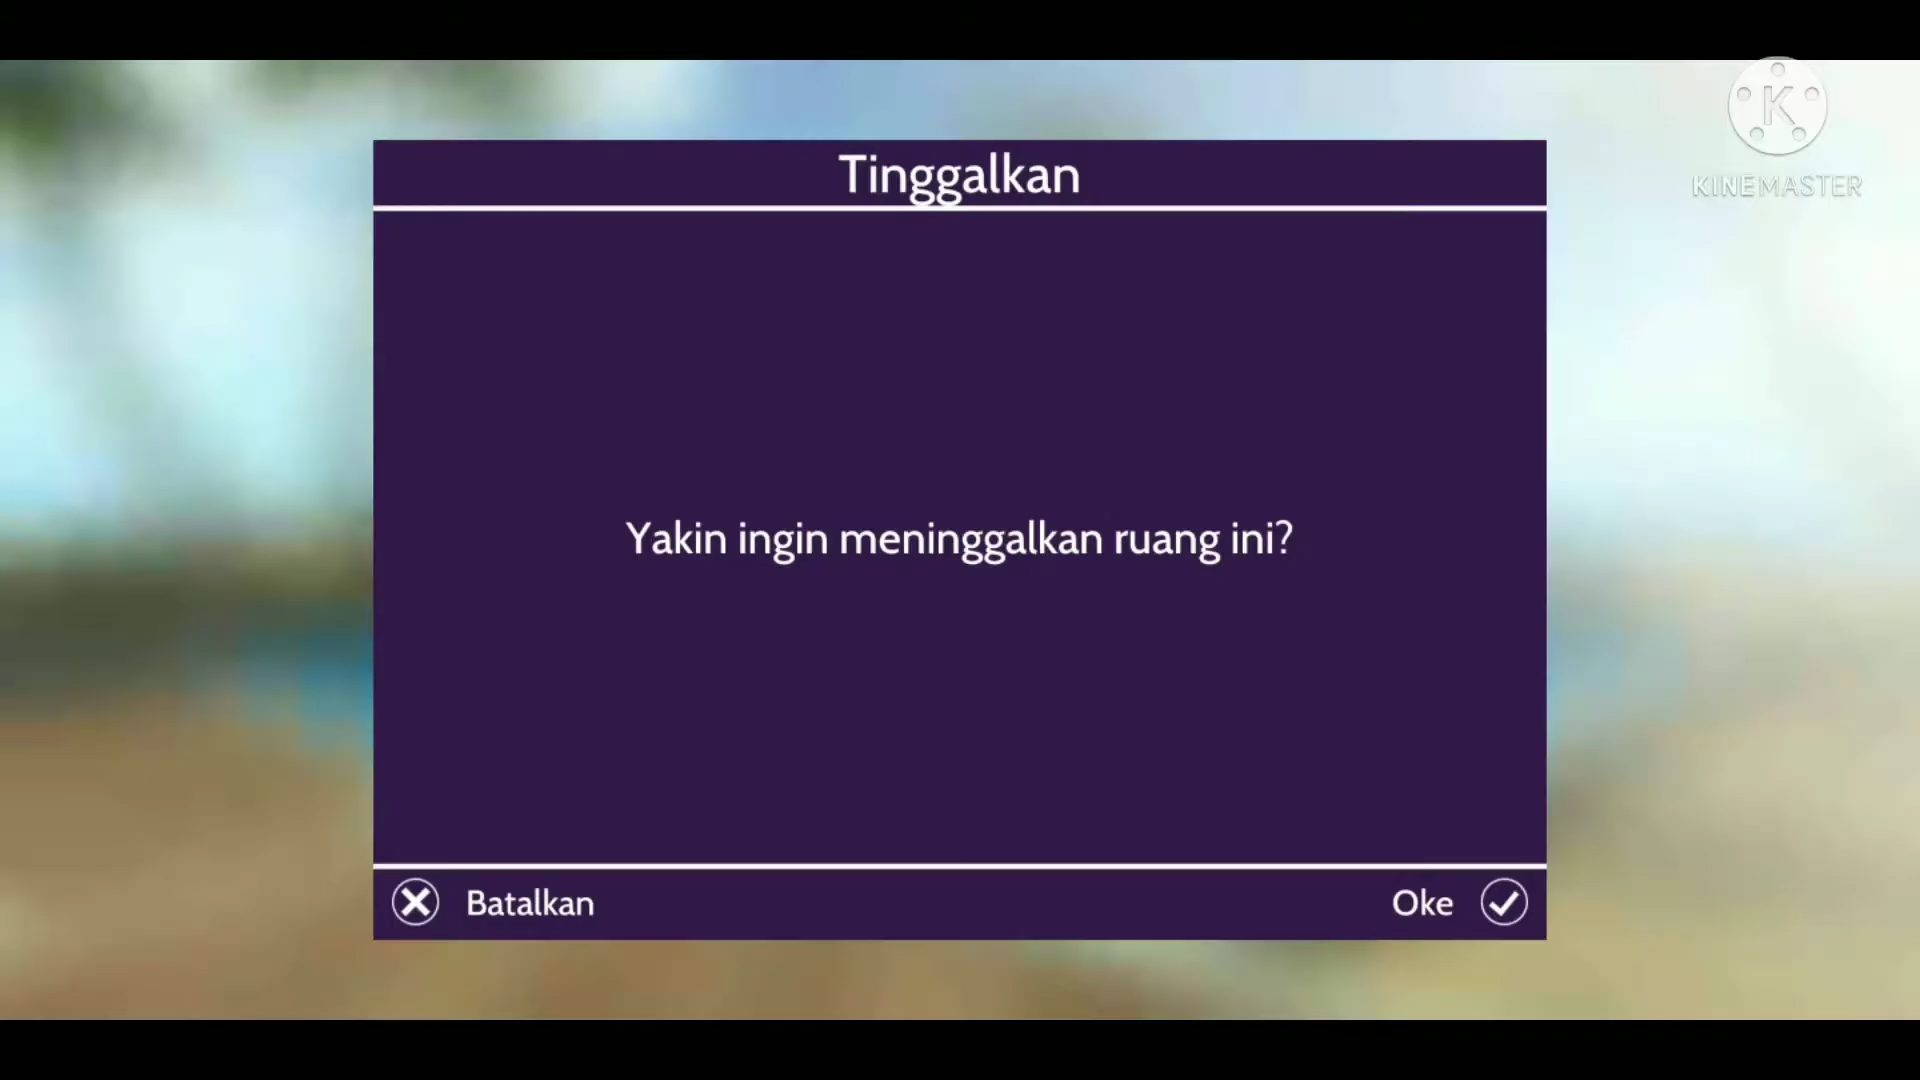 Tinggalkan
K
KINEMASTER
Yakin ingin meninggalkan ruang ini?
Batalkan
Oke